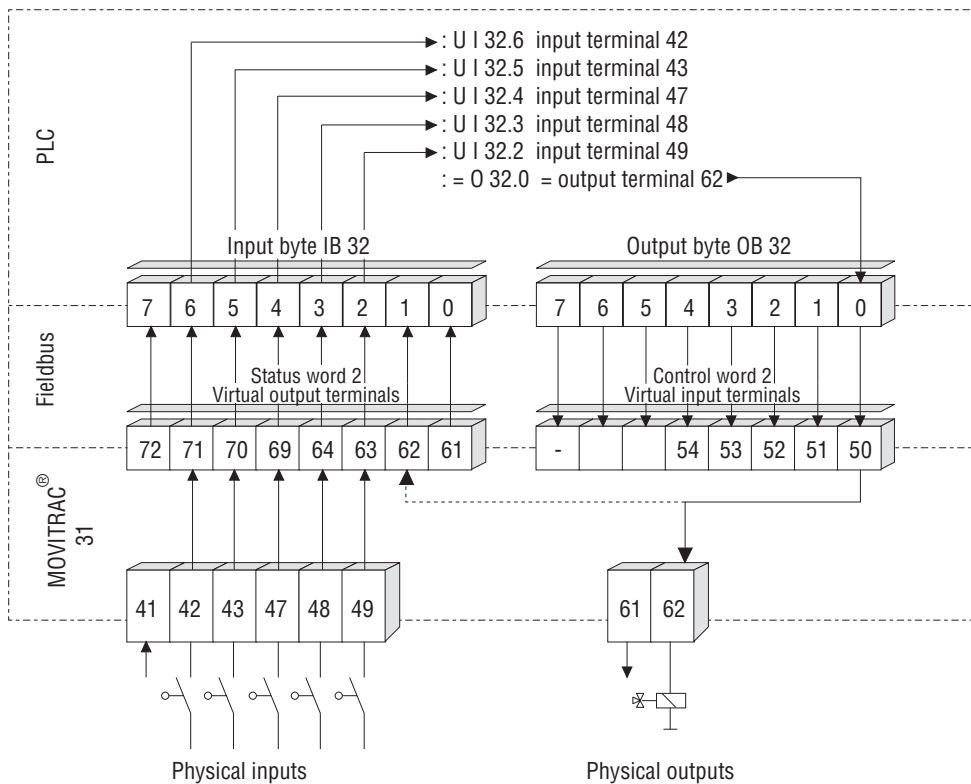 : U I 32.6 input terminal 42
: U I 32.5 input terminal 43
: U I 32.4 input terminal 47
: U I 32.3 input terminal 48
: U I 32.2 input terminal 49
: = O 32.0 = output terminal 62
PLC
Input byte IB 32
Output byte OB 32
7 6 5 4 3 2 1 0
7 6 5 4 3 2 1 0
Fieldbus
Status word 2
Virtual output terminals
Control word 2
Virtual input terminals
72 71 70 69 64 63 62 61
- 54 53 52 51 50
MOVITRAC®
31
41 42 43 47 48 49
61 62
Physical inputs
Physical outputs